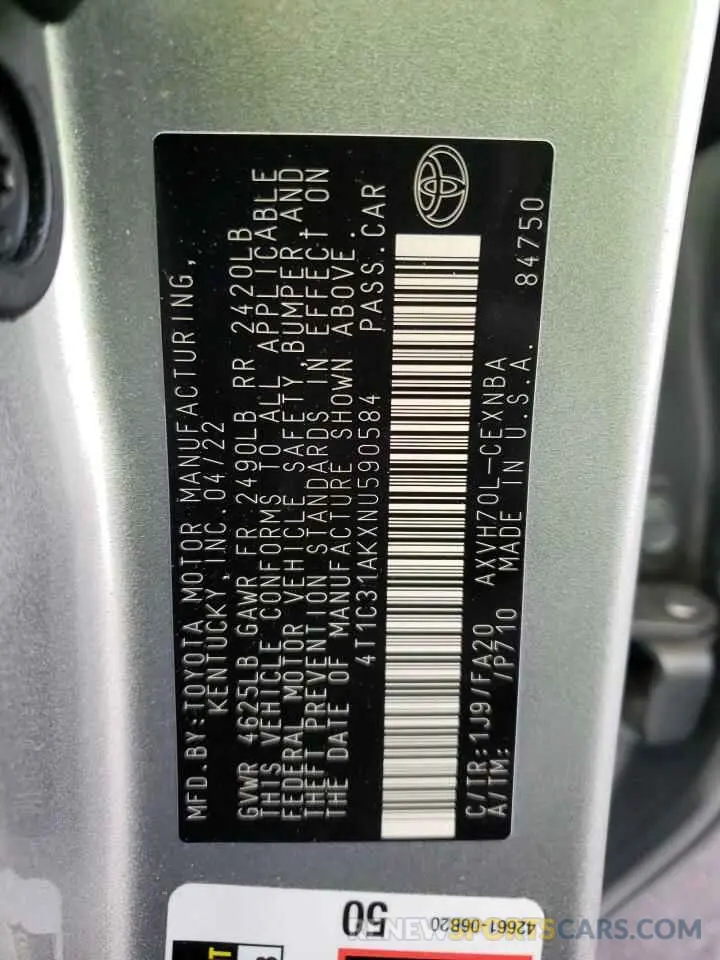 MFD.BY:TOYOTA MOTOR MANUFACTURING,
KENTUCKY, INC. 04/22
GVWR 4625LB GAWR FR 2490LB RR 2420LB
THIS VEHICLE CONFORMS TO ALL APPLICABLE
FEDERAL MOTOR VEHICLE SAFETY, BUMPER AND
THEFT PREVENTION STANDARDS IN EFFECT ON
THE DATE OF MANUFACTURE SHOWN ABOVE.
4T1C31AKXNU590584 PASS.CAR
C/TR:1J9/FA20 AXVH70L-CEXNBA 84750
A/TM: /P710 MADE IN U.S.A.
50
42661-06B20
RENEWSPORTSCARS.COM